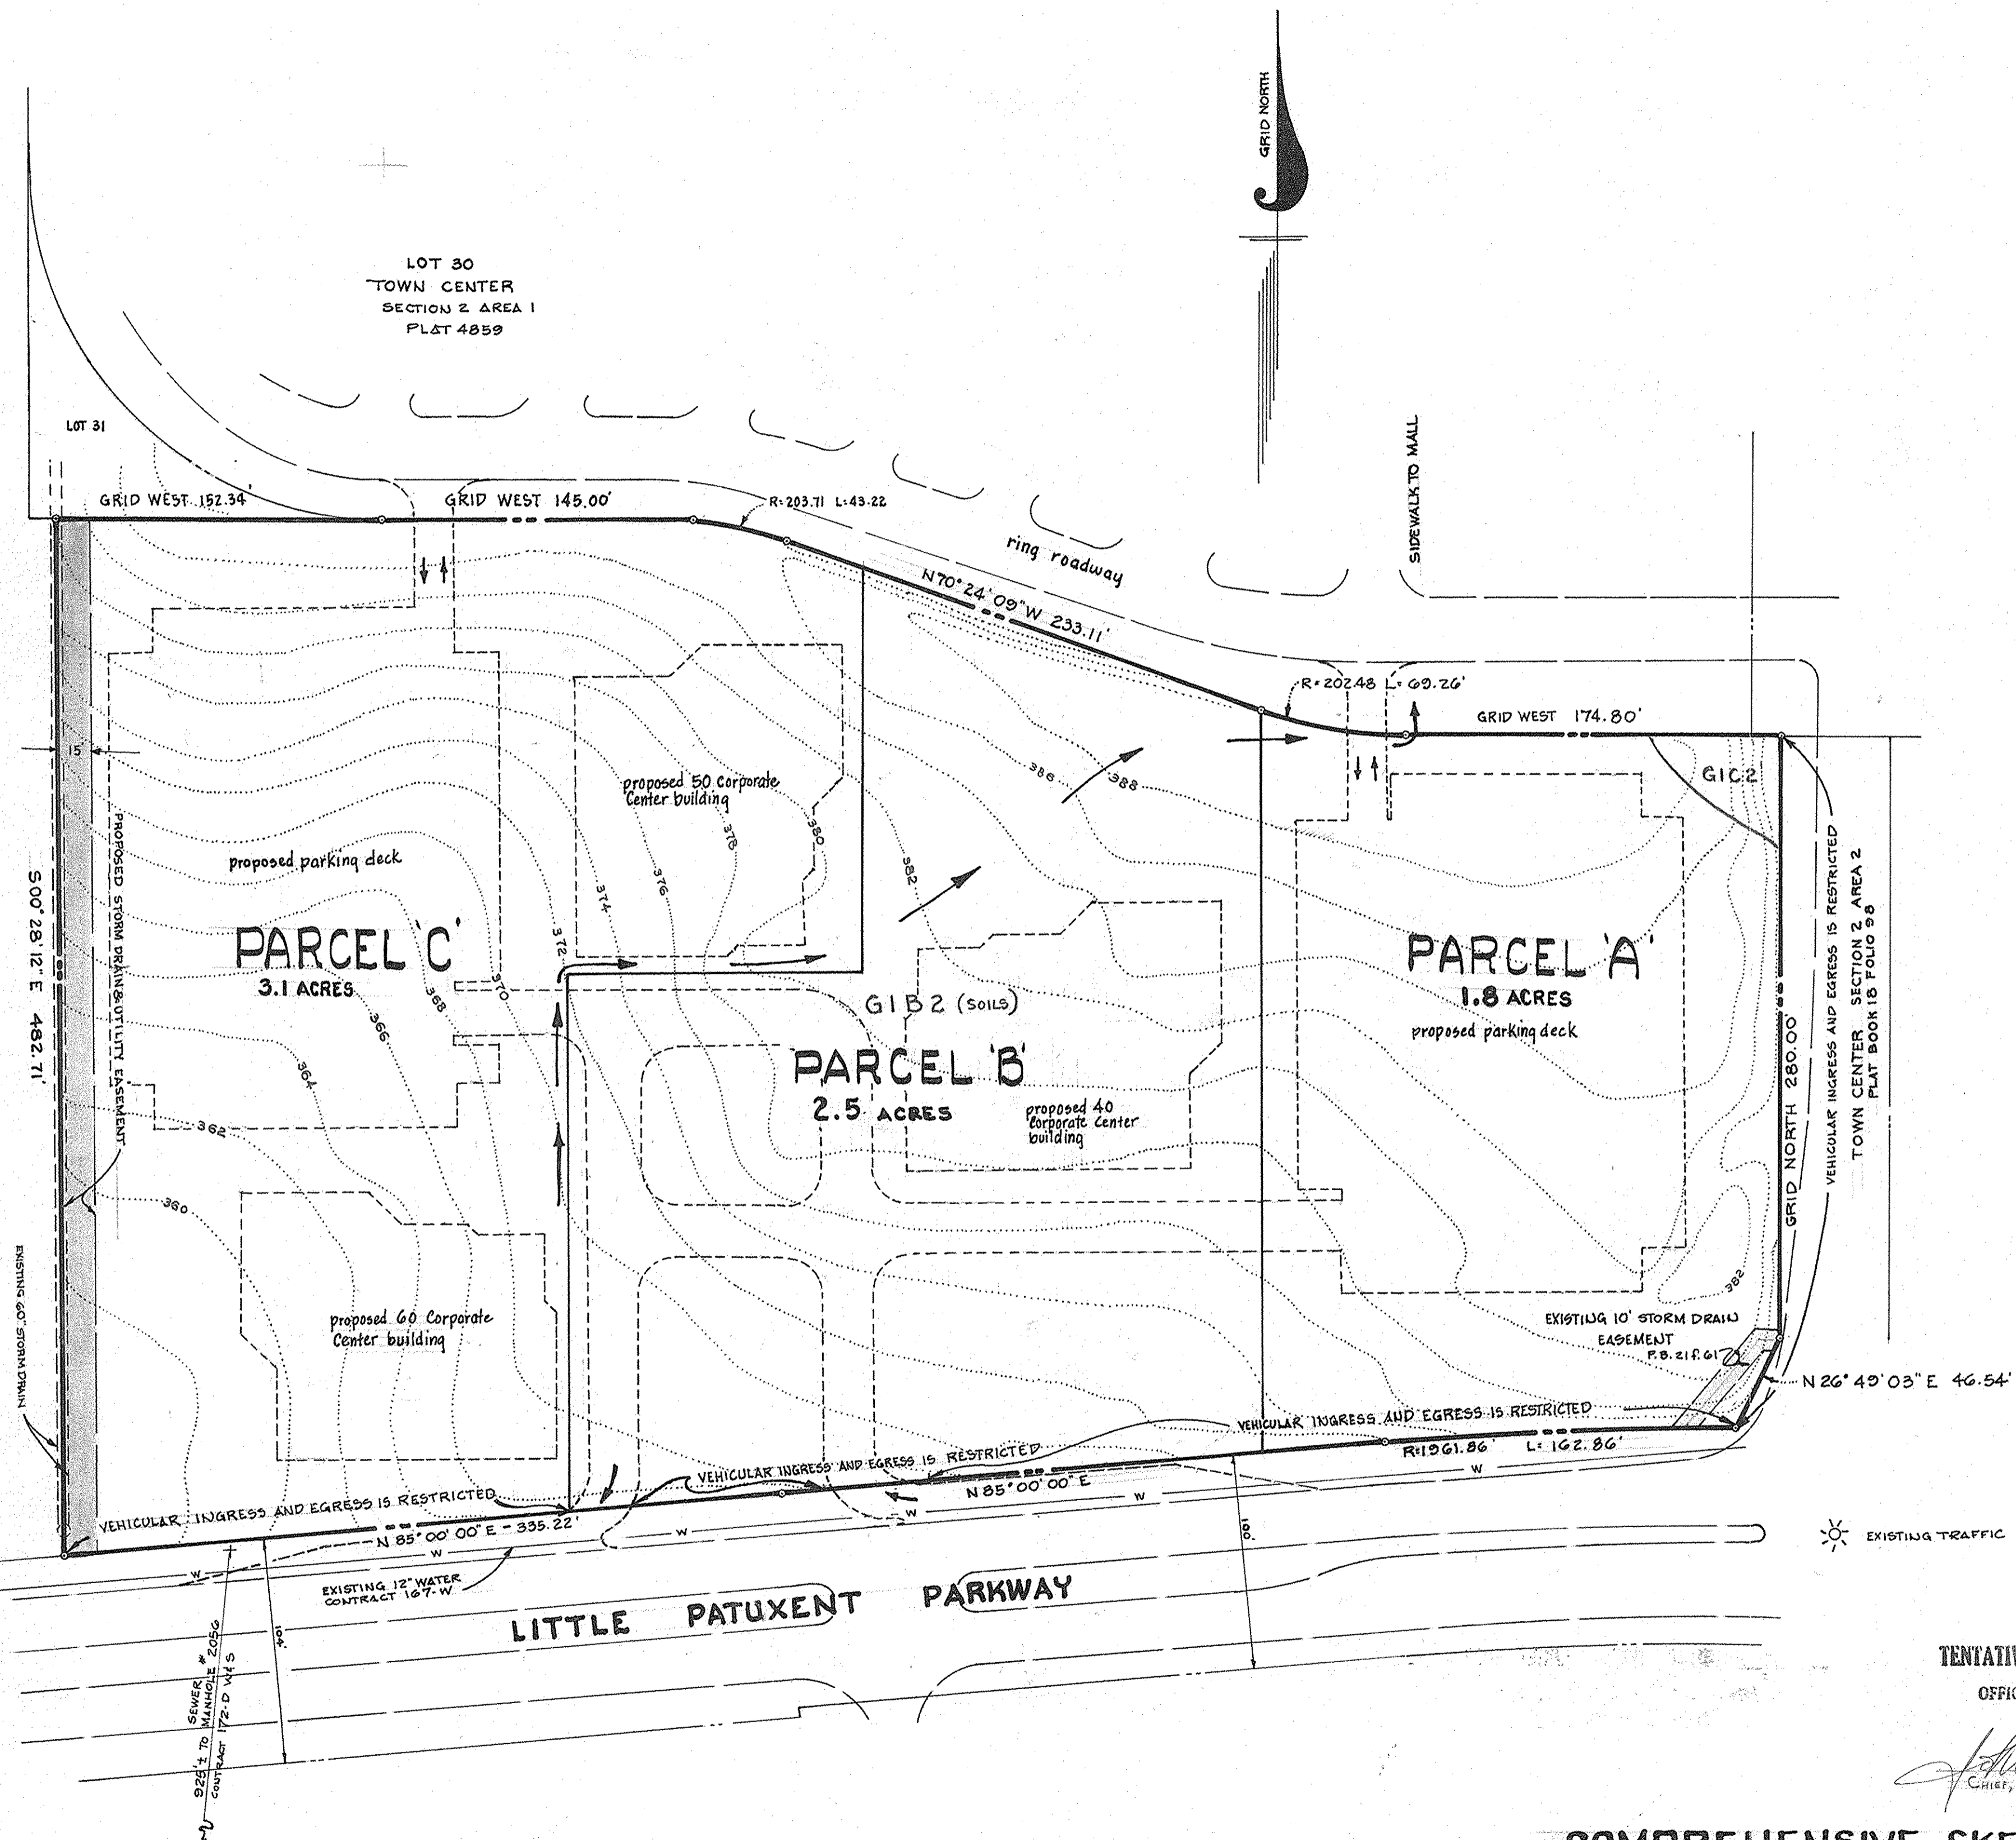 GRID NORTH
LOT 30
TOWN CENTER
SECTION 2 AREA 1
PLAT 4859
LOT 31
SIDEWALK TO MALL
GRID WEST 152.34'
GRID WEST 145.00'
R=203.71 L=43.22
ring roadway
N70°24'09"W 233.11'
R=202.48 L=69.26'
GRID WEST 174.80'
G1C2
15'
386
388
proposed 50 Corporate
Center building
378
380
376
374
382
372
370
368
366
364
362
360
proposed parking deck
PARCEL 'C'
3.1 ACRES
S00°28'12"E 482.71'
PROPOSED STORM DRAIN & UTILITY EASEMENT
EXISTING 60" STORM DRAIN
G1B2 (SOILS)
PARCEL 'B'
2.5 ACRES
proposed 40
Corporate Center
building
PARCEL 'A'
1.8 ACRES
proposed parking deck
GRID NORTH 280.00
VEHICULAR INGRESS AND EGRESS IS RESTRICTED
TOWN CENTER SECTION 2 AREA 2
PLAT BOOK 18 FOLIO 98
382
proposed 60 Corporate
Center building
EXISTING 10' STORM DRAIN
EASEMENT
P.B. 21 f. 61
N26°49'03"E 46.54'
VEHICULAR INGRESS AND EGRESS IS RESTRICTED
R=1961.86' L=162.86'
VEHICULAR INGRESS AND EGRESS IS RESTRICTED
N85°00'00"E
VEHICULAR INGRESS AND EGRESS IS RESTRICTED
N85°00'00"E - 335.22'
W
W
W
W
W
W
EXISTING 12" WATER
CONTRACT 167-W
100'
104'
LITTLE PATUXENT PARKWAY
EXISTING TRAFFIC
SEWER #
925'± TO MANHOLE 2056
CONTRACT 172-D W&S
TENTATI
OFFIC
CHIEF,
COMPREHENSIVE SKE